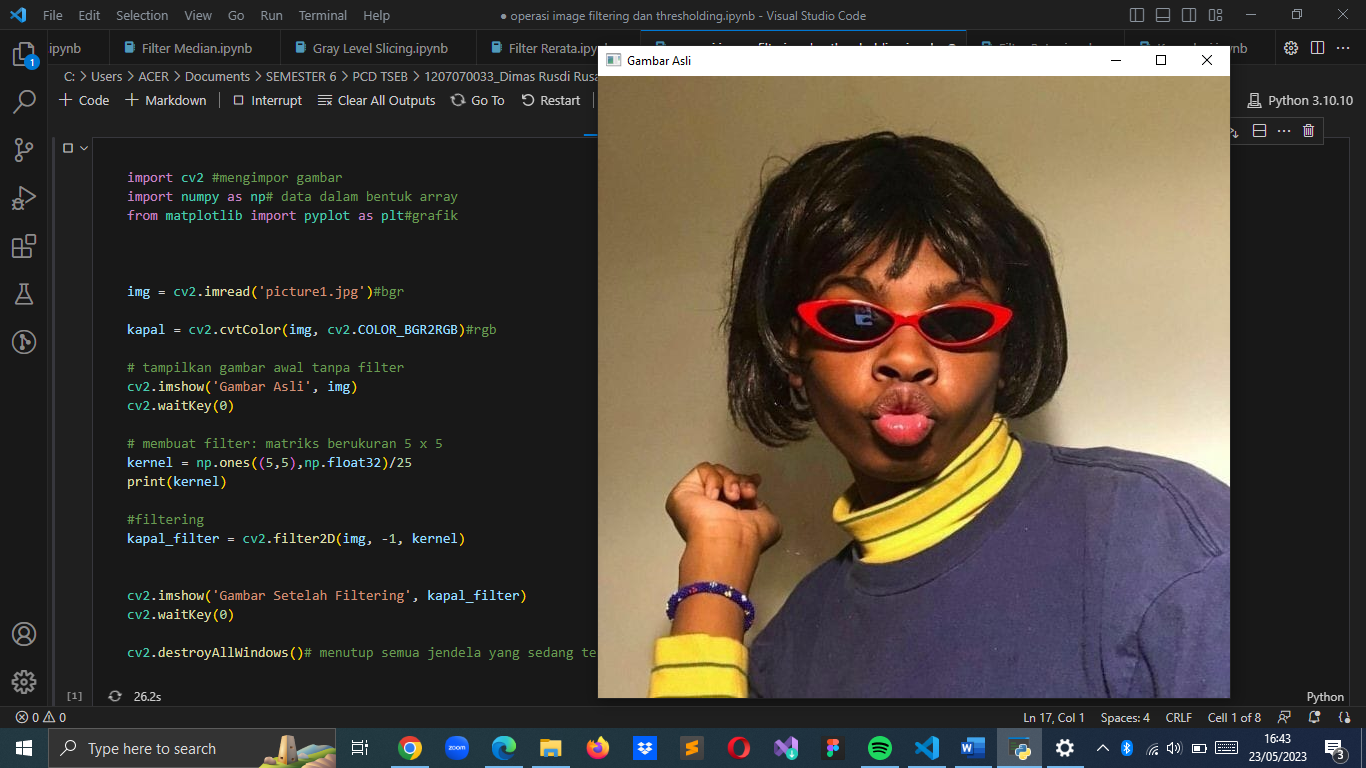 File Edit Selection View Go Run Terminal Help
● operasi image filtering dan thresholding.ipynb - Visual Studio Code
.ipynb
Filter Median.ipynb
Gray Level Slicing.ipynb
Filter Rerata.ipynb
C: > Users > ACER > Documents > SEMESTER 6 > PCD TSEB > 1207070033_Dimas Rusdi Rusa
+ Code + Markdown Interrupt Clear All Outputs Go To Restart
Python 3.10.10
1
import cv2 #mengimpor gambar
import numpy as np# data dalam bentuk array
from matplotlib import pyplot as plt#grafik
img = cv2.imread('picture1.jpg')#bgr
kapal = cv2.cvtColor(img, cv2.COLOR_BGR2RGB)#rgb
# tampilkan gambar awal tanpa filter
cv2.imshow('Gambar Asli', img)
cv2.waitKey(0)
# membuat filter: matriks berukuran 5 x 5
kernel = np.ones((5,5),np.float32)/25
print(kernel)
#filtering
kapal_filter = cv2.filter2D(img, -1, kernel)
cv2.imshow('Gambar Setelah Filtering', kapal_filter)
cv2.waitKey(0)
cv2.destroyAllWindows()# menutup semua jendela yang sedang te
[1] 26.2s
Python
Gambar Asli
0 0
Ln 17, Col 1 Spaces: 4 CRLF Cell 1 of 8
Type here to search
zoom
16:43
23/05/2023
3